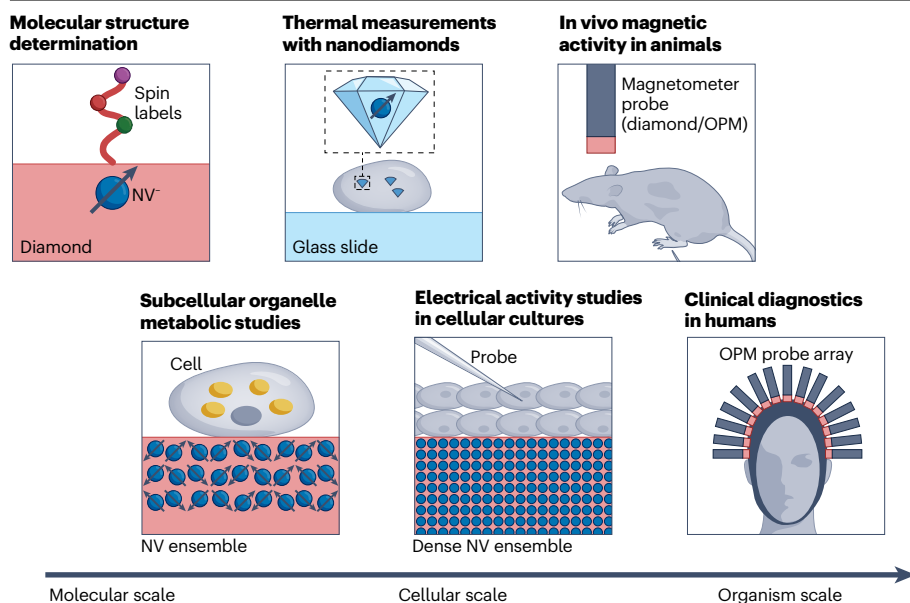 Molecular structure
determination
Spin
labels
NV⁻
Diamond
Thermal measurements
with nanodiamonds
Glass slide
In vivo magnetic
activity in animals
Magnetometer
probe
(diamond/OPM)
Subcellular organelle
metabolic studies
Cell
NV ensemble
Electrical activity studies
in cellular cultures
Probe
Dense NV ensemble
Clinical diagnostics
in humans
OPM probe array
Molecular scale
Cellular scale
Organism scale